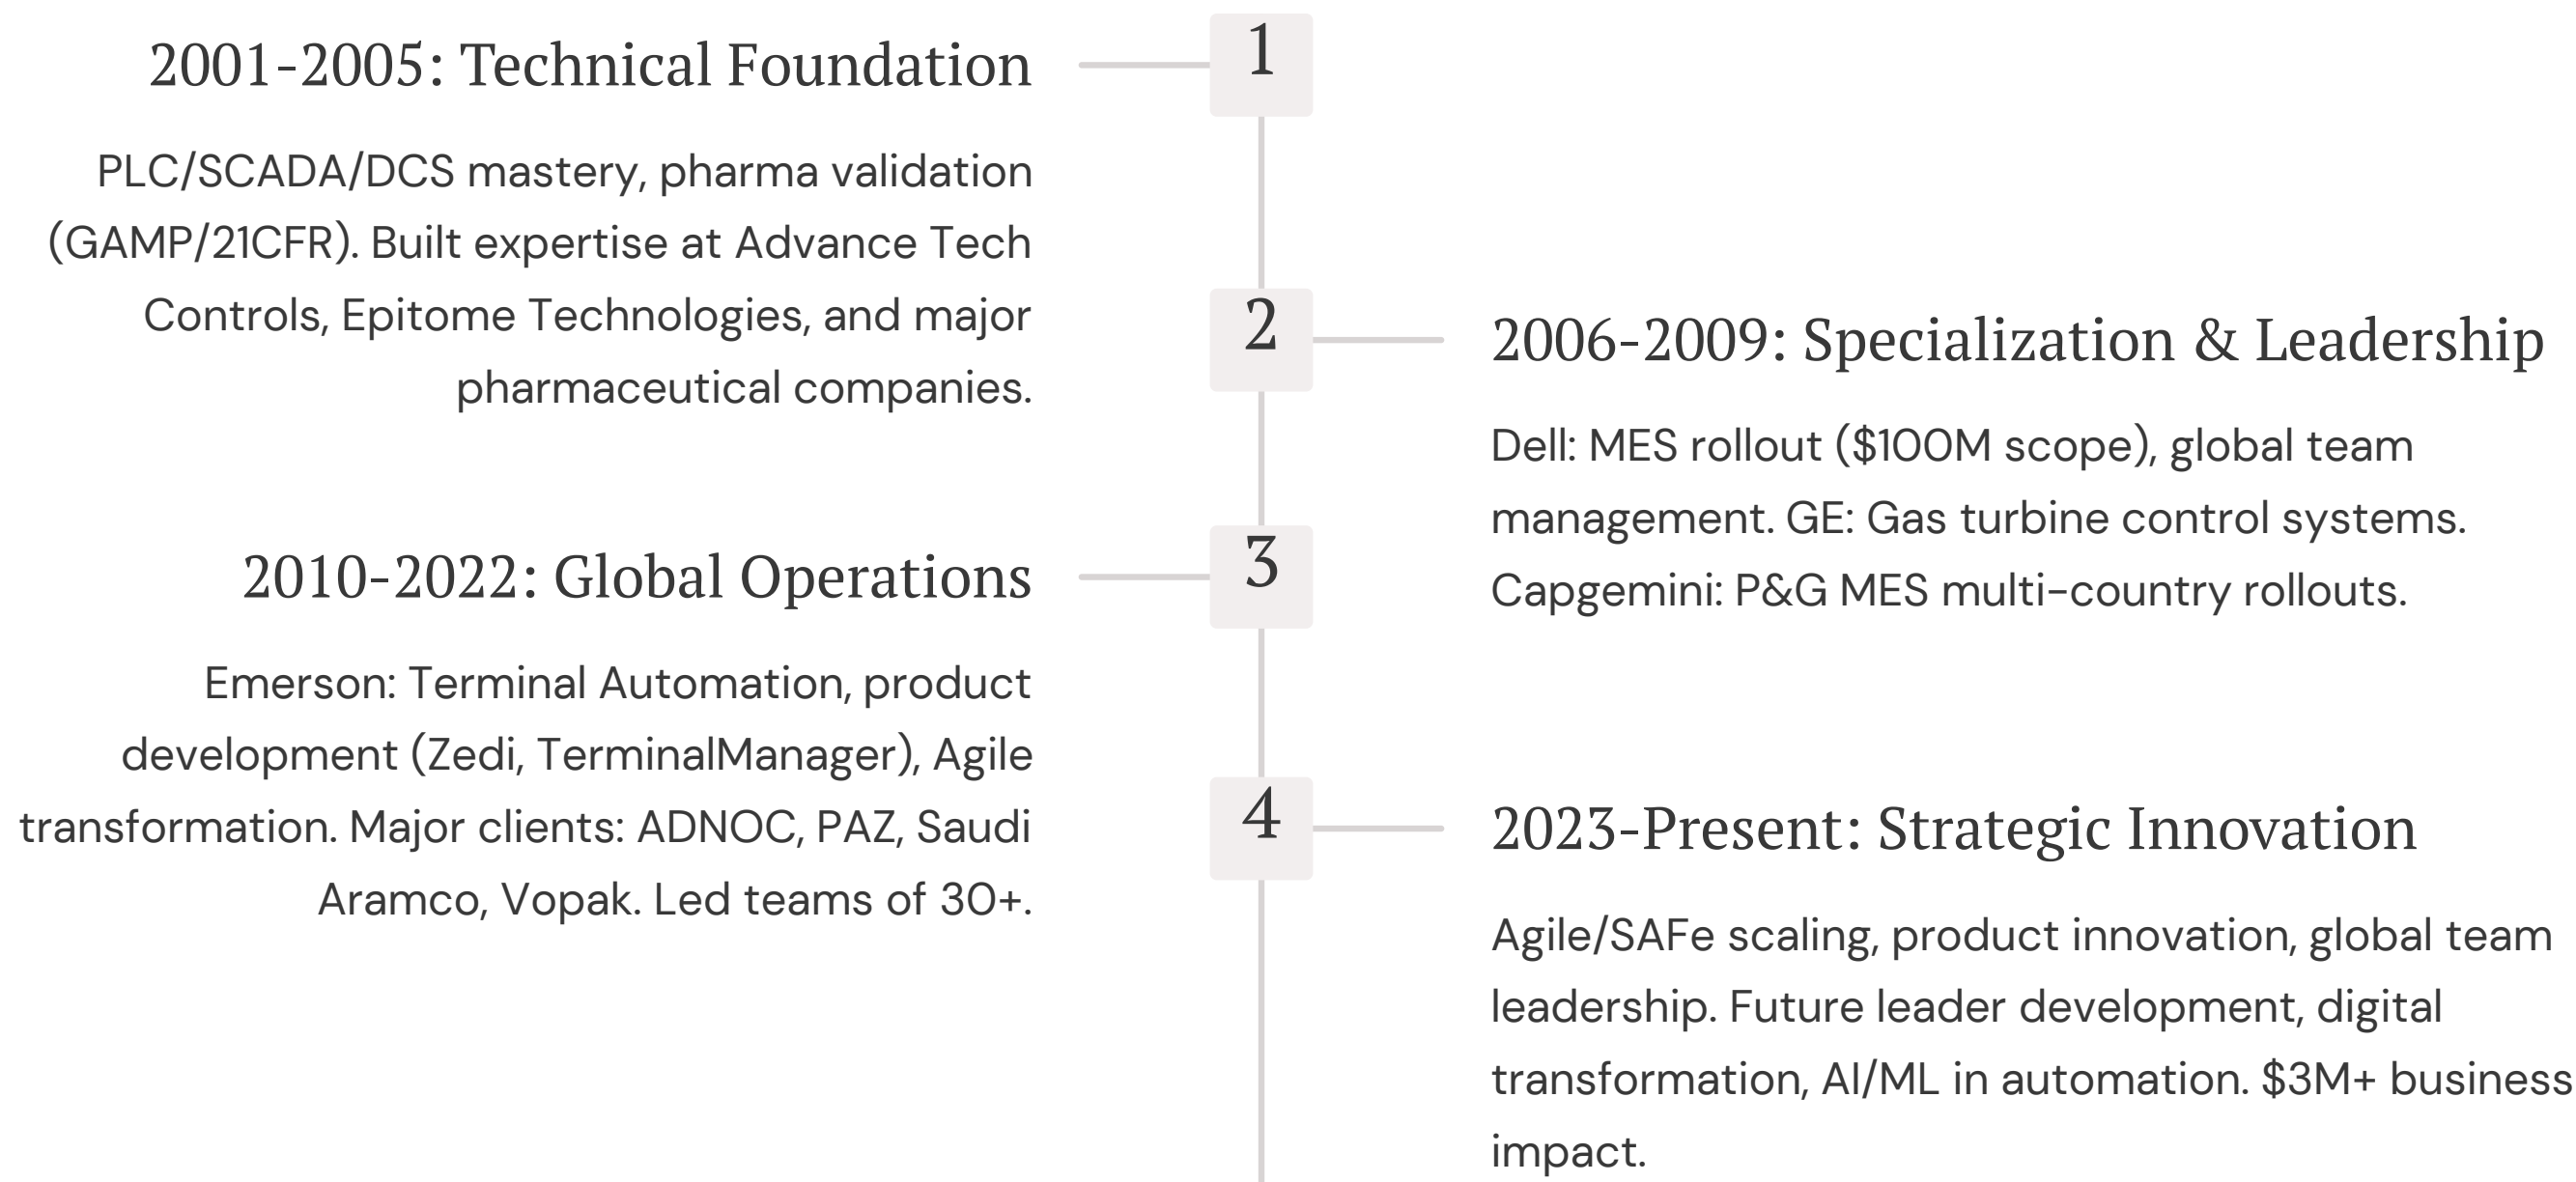 1
2001-2005: Technical Foundation
PLC/SCADA/DCS mastery, pharma validation
(GAMP/21CFR). Built expertise at Advance Tech
Controls, Epitome Technologies, and major
pharmaceutical companies.
2
2006-2009: Specialization & Leadership
Dell: MES rollout ($100M scope), global team
management. GE: Gas turbine control systems.
Capgemini: P&G MES multi-country rollouts.
3
2010-2022: Global Operations
Emerson: Terminal Automation, product
development (Zedi, TerminalManager), Agile
transformation. Major clients: ADNOC, PAZ, Saudi
Aramco, Vopak. Led teams of 30+.
4
2023-Present: Strategic Innovation
Agile/SAFe scaling, product innovation, global team
leadership. Future leader development, digital
transformation, AI/ML in automation. $3M+ business
impact.